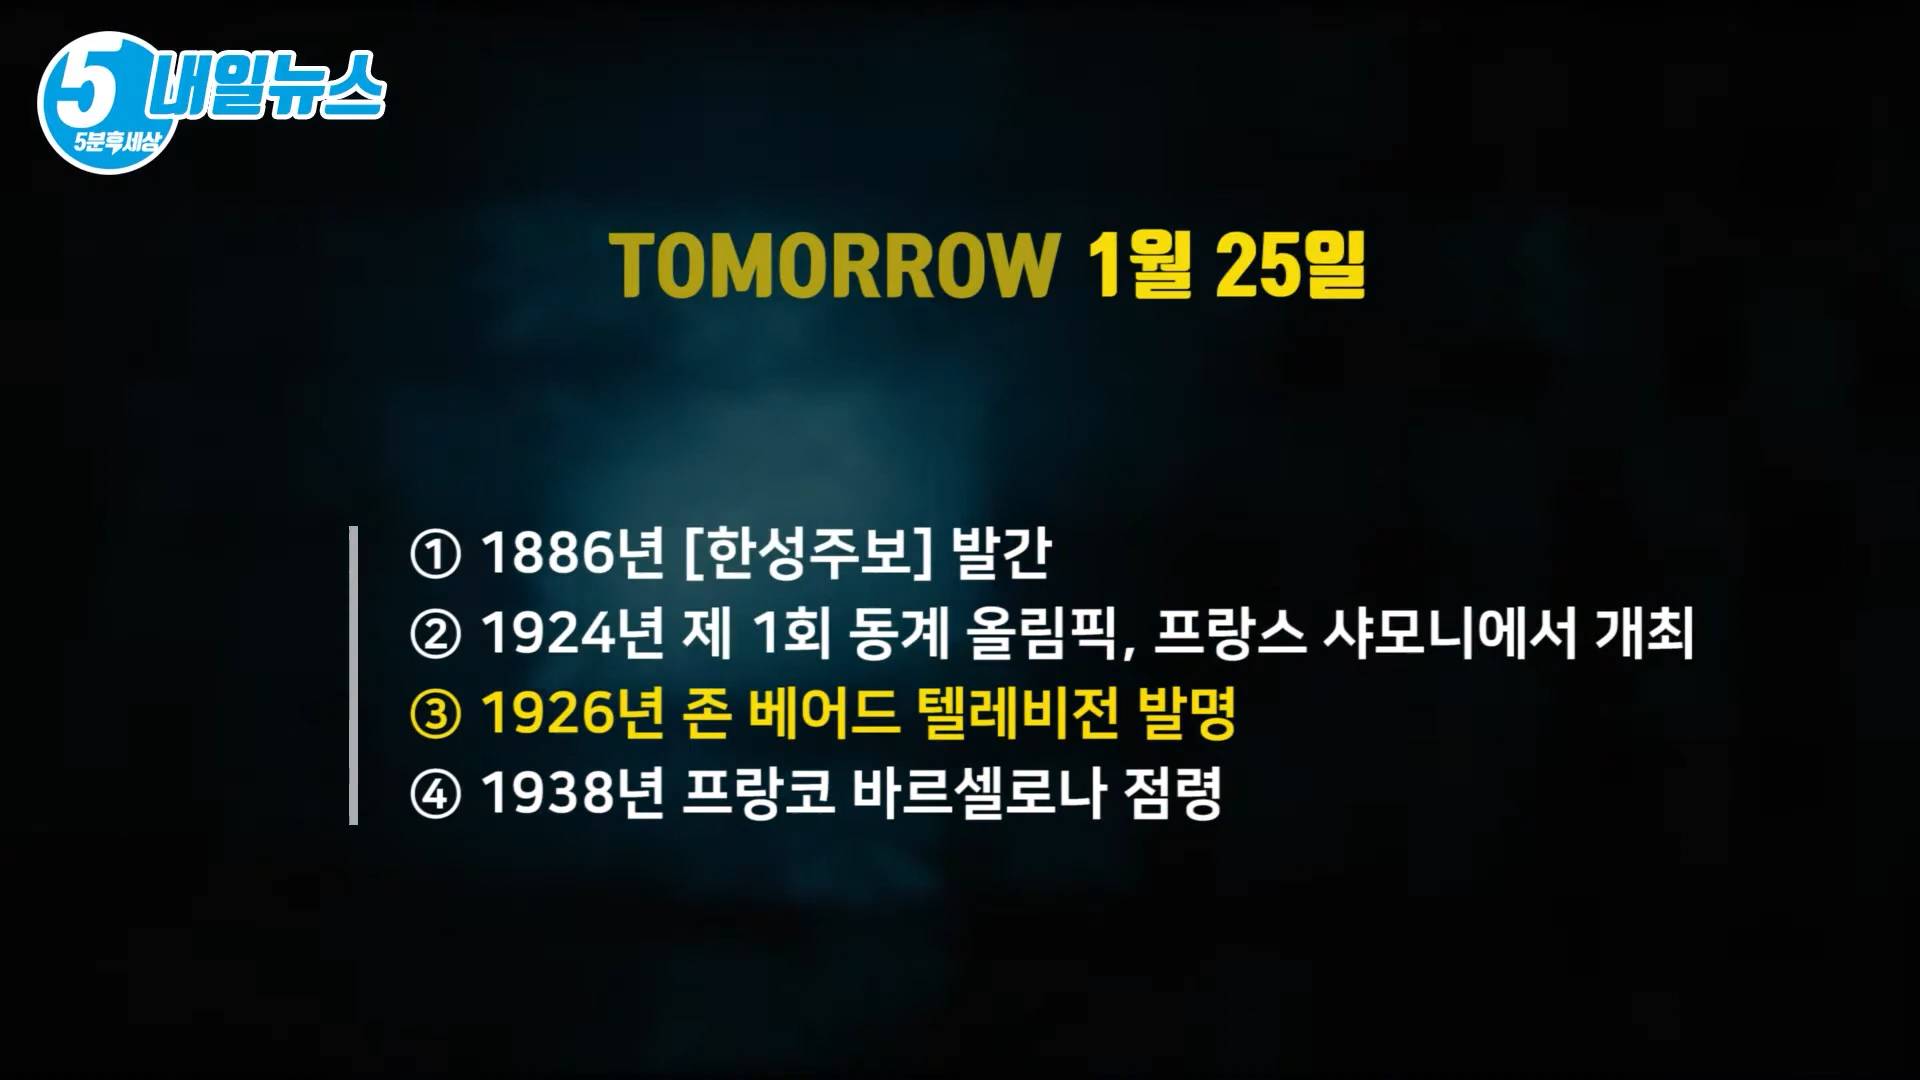 5 내일뉴스
5분후세상
TOMORROW 1월 25일
① 1886년 [한성주보] 발간
② 1924년 제 1회 동계 올림픽, 프랑스 샤모니에서 개최
③ 1926년 존 베어드 텔레비전 발명
④ 1938년 프랑코 바르셀로나 점령